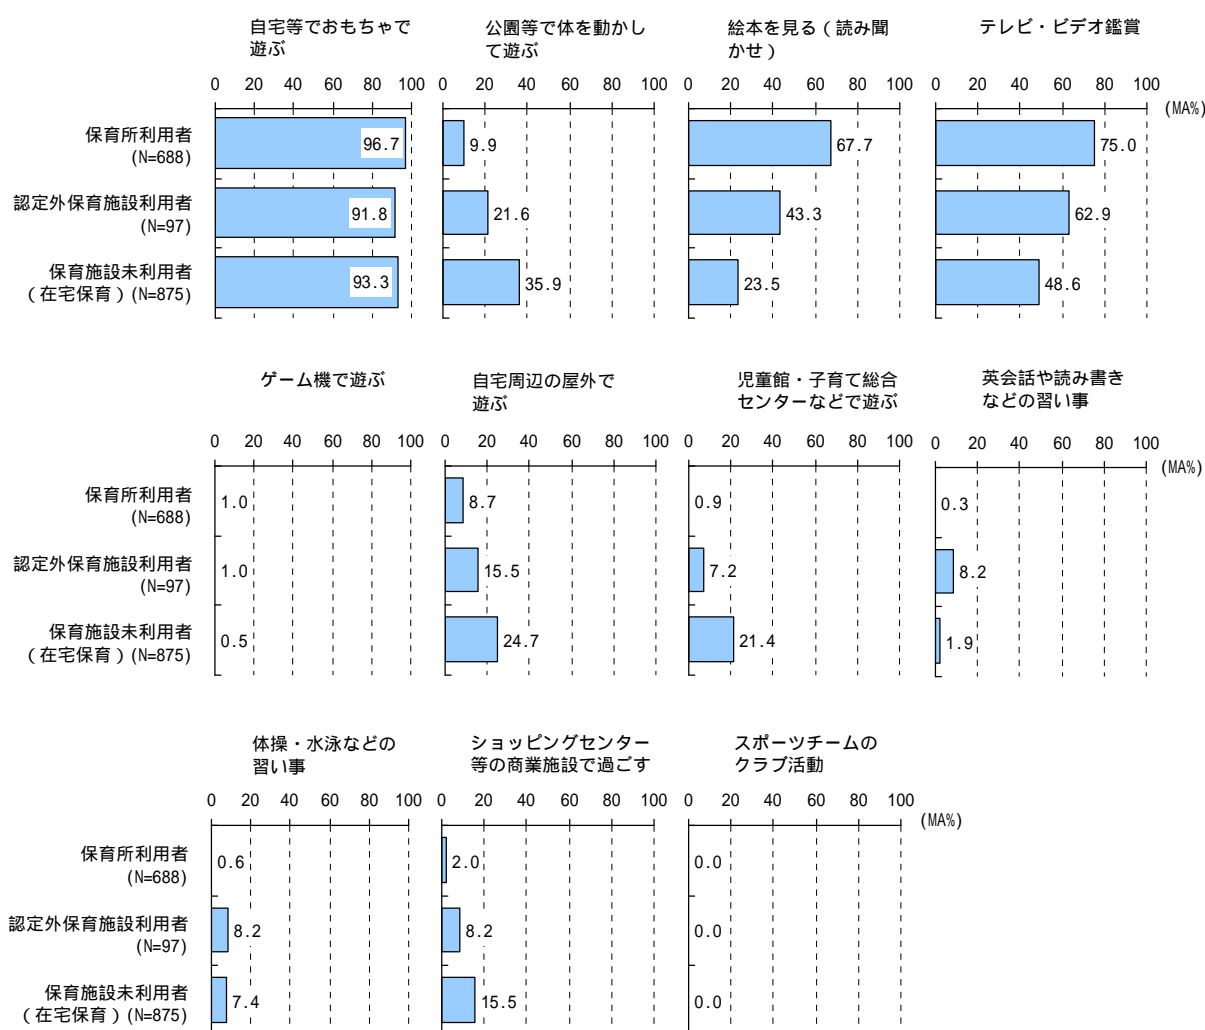 自宅等でおもちゃで
遊ぶ
公園等で体を動かし
て遊ぶ
絵本を見る（読み聞
かせ）
テレビ・ビデオ鑑賞
0 20 40 60 80 100
0 20 40 60 80 100
0 20 40 60 80 100
0 20 40 60 80 100
(MA%)
保育所利用者
(N=688)
96.7
9.9
67.7
75.0
認定外保育施設利用者
(N=97)
91.8
21.6
43.3
62.9
保育施設未利用者
（在宅保育）(N=875)
93.3
35.9
23.5
48.6
ゲーム機で遊ぶ
自宅周辺の屋外で
遊ぶ
児童館・子育て総合
センターなどで遊ぶ
英会話や読み書き
などの習い事
0 20 40 60 80 100
0 20 40 60 80 100
0 20 40 60 80 100
0 20 40 60 80 100
(MA%)
保育所利用者
(N=688)
1.0
8.7
0.9
0.3
認定外保育施設利用者
(N=97)
1.0
15.5
7.2
8.2
保育施設未利用者
（在宅保育）(N=875)
0.5
24.7
21.4
1.9
体操・水泳などの
習い事
ショッピングセンター
等の商業施設で過ごす
スポーツチームの
クラブ活動
0 20 40 60 80 100
0 20 40 60 80 100
0 20 40 60 80 100
(MA%)
保育所利用者
(N=688)
0.6
2.0
0.0
認定外保育施設利用者
(N=97)
8.2
8.2
0.0
保育施設未利用者
（在宅保育）(N=875)
7.4
15.5
0.0